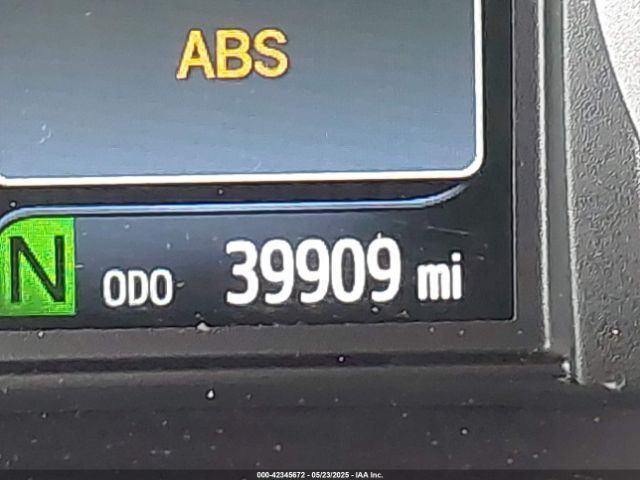 ABS
N ODO 39909 mi
000-42345672 - 05/23/2025 - IAA Inc.